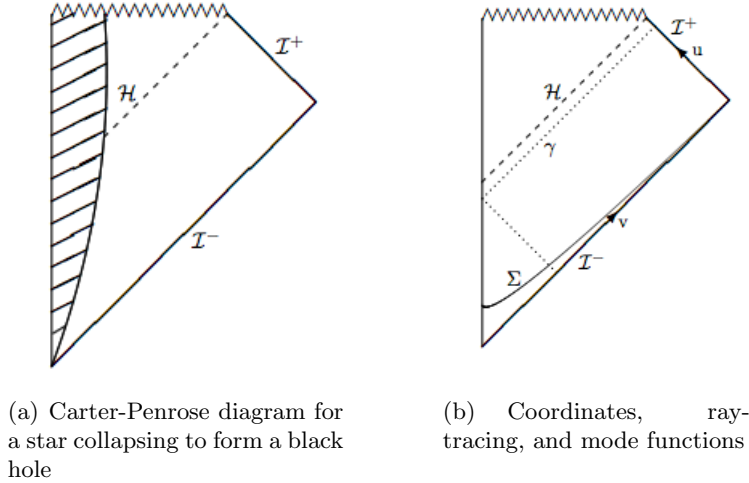 ℐ⁺
ℋ
ℐ⁻
ℐ⁺
u
ℋ
γ
v
ℐ⁻
Σ
(a) Carter-Penrose diagram for
a star collapsing to form a black
hole
(b) Coordinates, ray-
tracing, and mode functions